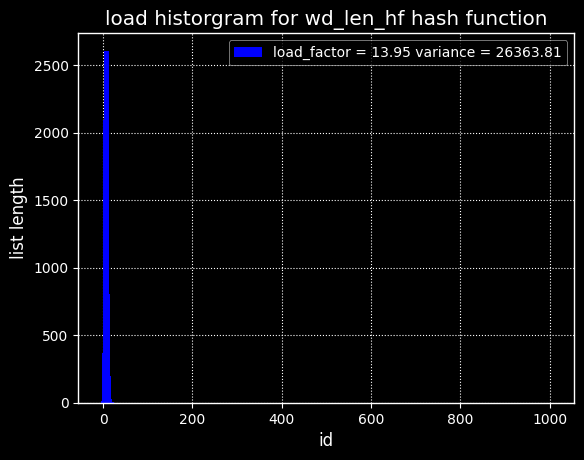 load historgram for wd_len_hf hash function
load_factor = 13.95 variance = 26363.81
2500
2000
1500
1000
500
0
list length
0 200 400 600 800 1000
id